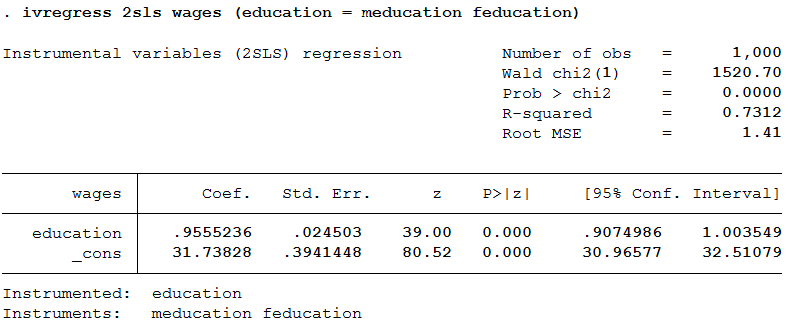 . ivregress 2sls wages (education = meducation feducation)
Instrumental variables (2SLS) regression Number of obs = 1,000
Wald chi2(1) = 1520.70
Prob > chi2 = 0.0000
R-squared = 0.7312
Root MSE = 1.41
wages Coef. Std. Err. z P>|z| [95% Conf. Interval]
education .9555236 .024503 39.00 0.000 .9074986 1.003549
_cons 31.73828 .3941448 80.52 0.000 30.96577 32.51079
Instrumented: education
Instruments: meducation feducation